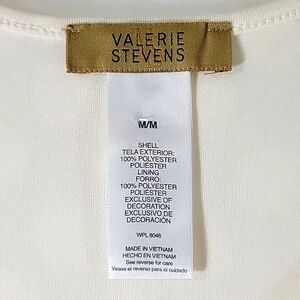 VALERIE
STEVENS
M/M
SHELL
TELA EXTERIOR:
100% POLYESTER
POLIÉSTER
LINING
FORRO:
100% POLYESTER
POLIÉSTER
EXCLUSIVE OF
DECORATION
EXCLUSIVO DE
DECORACIÓN
WPL 8046
MADE IN VIETNAM
HECHO EN VIETNAM
See reverse for care
Vease el reverso para el cuidado